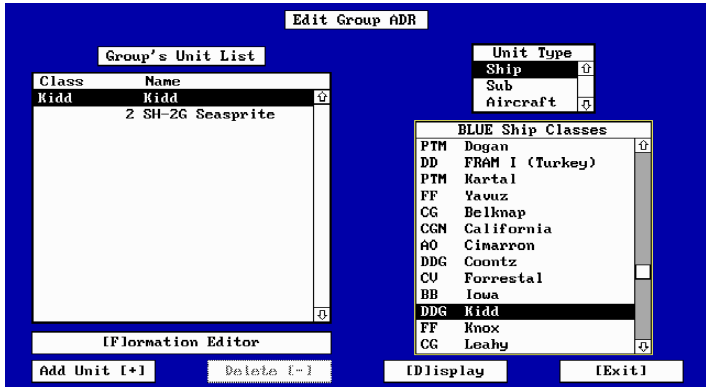 Edit Group ADR
Group's Unit List
Class Name
Kidd Kidd
2 SH-2G Seasprite
[F]ormation Editor
Add Unit [+]
Delete [-]
Unit Type
Ship
Sub
Aircraft
BLUE Ship Classes
PTM Dogan
DD FRAM I (Turkey)
PTM Kartal
FF Yavuz
CG Belknap
CGN California
AO Cimarron
DDG Coontz
CV Forrestal
BB Iowa
DDG Kidd
FF Knox
CG Leahy
[D]isplay
[Exit]